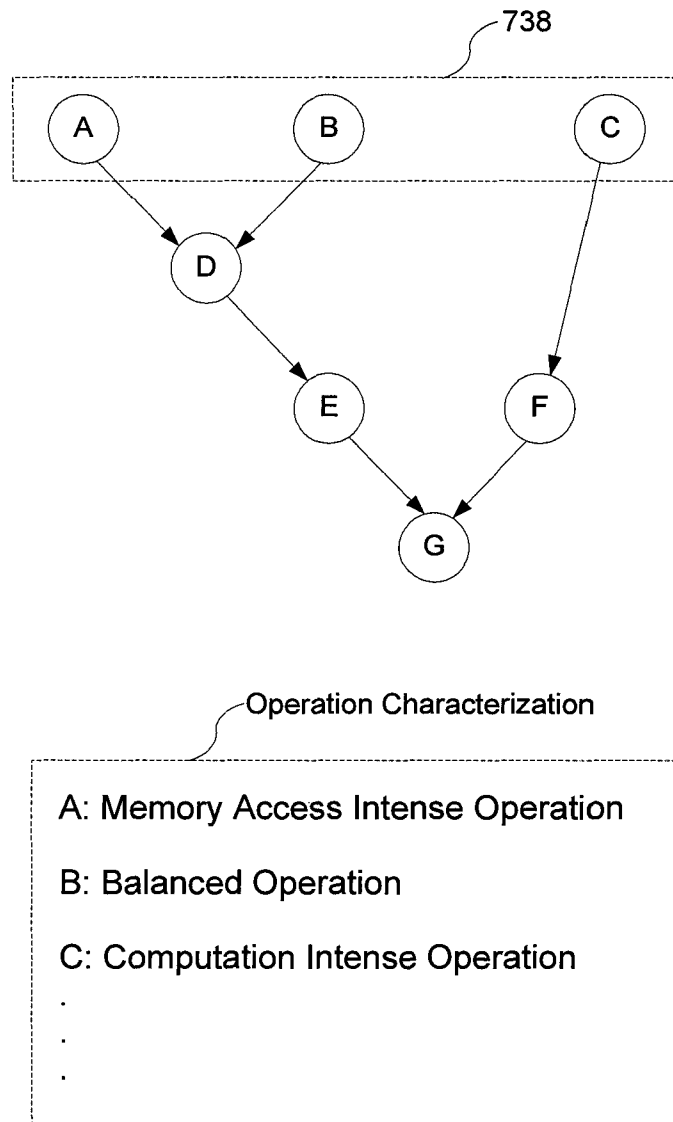 738
A
B
C
D
E
F
G
Operation Characterization
A: Memory Access Intense Operation
B: Balanced Operation
C: Computation Intense Operation
.
.
.